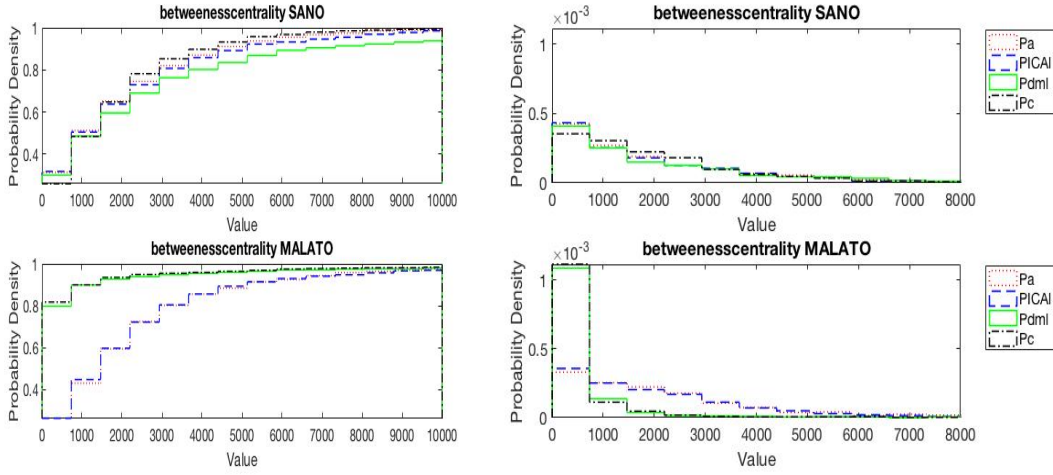 betweenesscentrality SANO
Probability Density
1
0.8
0.6
0.4
0 1000 2000 3000 4000 5000 6000 7000 8000 9000 10000
Value
betweenesscentrality SANO
×10-3
Probability Density
1
0.5
0
0 1000 2000 3000 4000 5000 6000 7000 8000
Value
Pa
PICAI
Pdml
Pc
betweenesscentrality MALATO
Probability Density
1
0.8
0.6
0.4
0 1000 2000 3000 4000 5000 6000 7000 8000 9000 10000
Value
betweenesscentrality MALATO
×10-3
Probability Density
1
0.5
0
0 1000 2000 3000 4000 5000 6000 7000 8000
Value
Pa
PICAI
Pdml
Pc